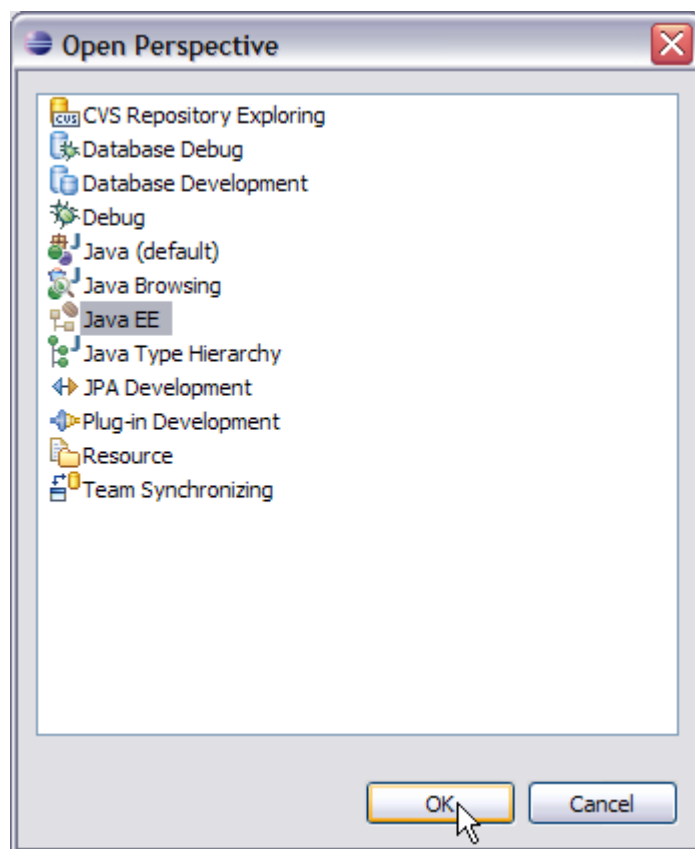 Open Perspective
CVS CVS Repository Exploring
Database Debug
Database Development
Debug
Java (default)
Java Browsing
Java EE
Java Type Hierarchy
JPA Development
Plug-in Development
Resource
Team Synchronizing
OK Cancel